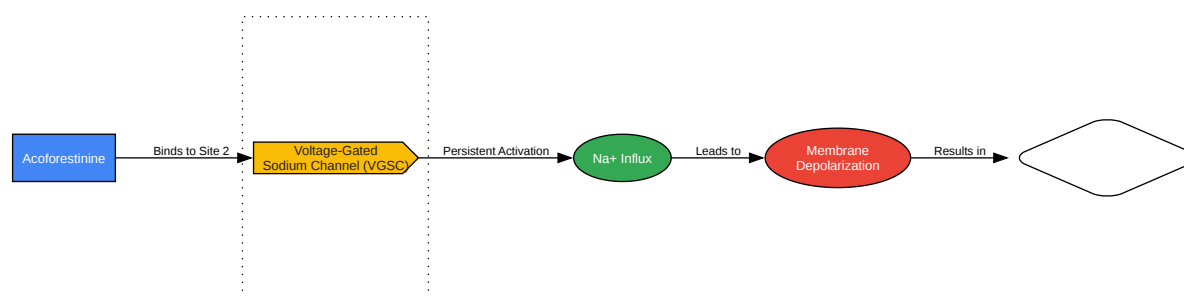 Acoforestinine
Binds to Site 2
Voltage-Gated
Sodium Channel (VGSC)
Persistent Activation
Na+ Influx
Leads to
Membrane
Depolarization
Results in